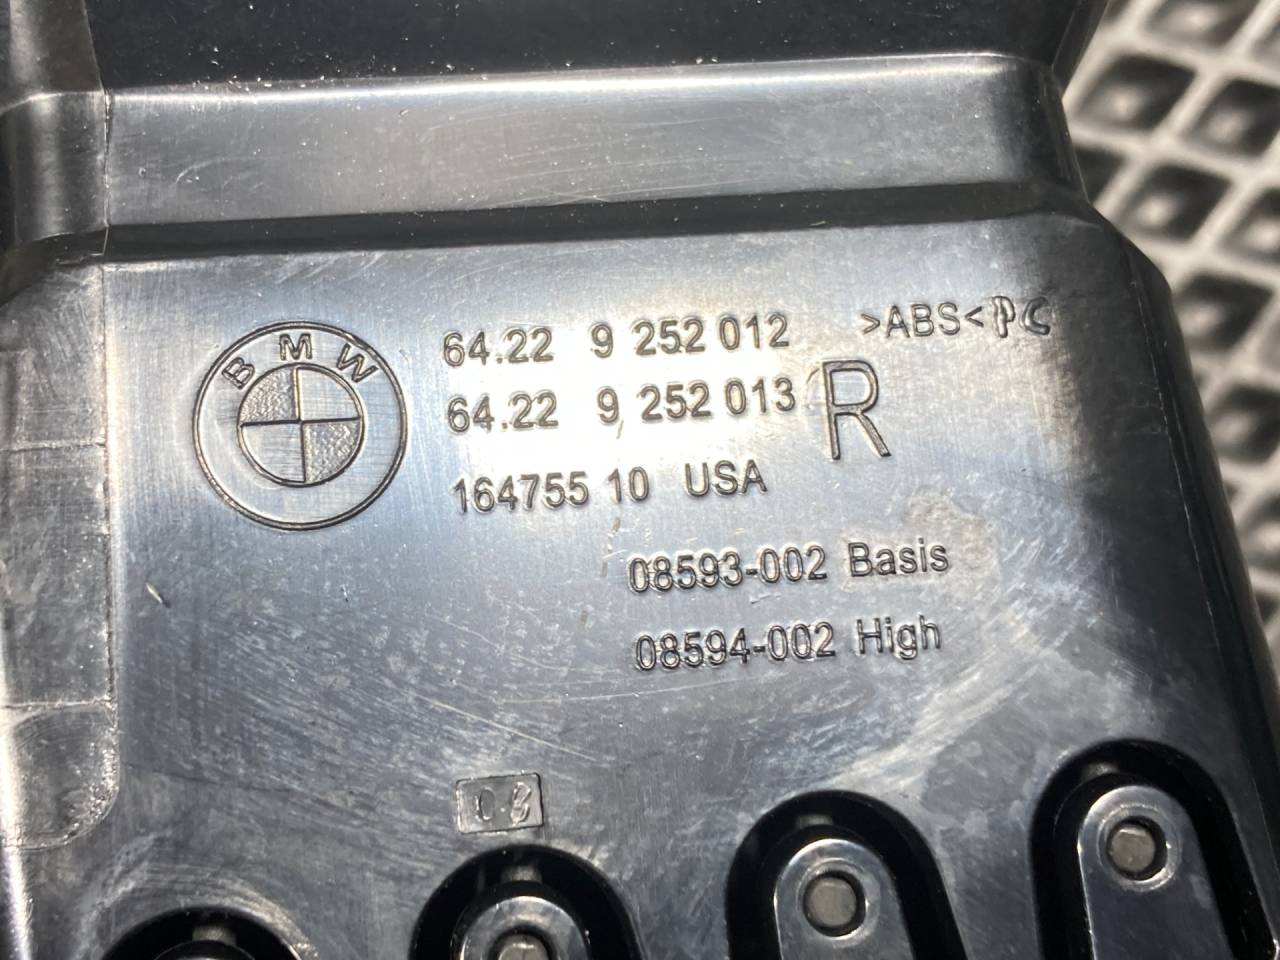 BMW
64.22 9 252 012 >ABS< PC
64.22 9 252 013 R
164755 10 USA
08593-002 Basis
08594-002 High